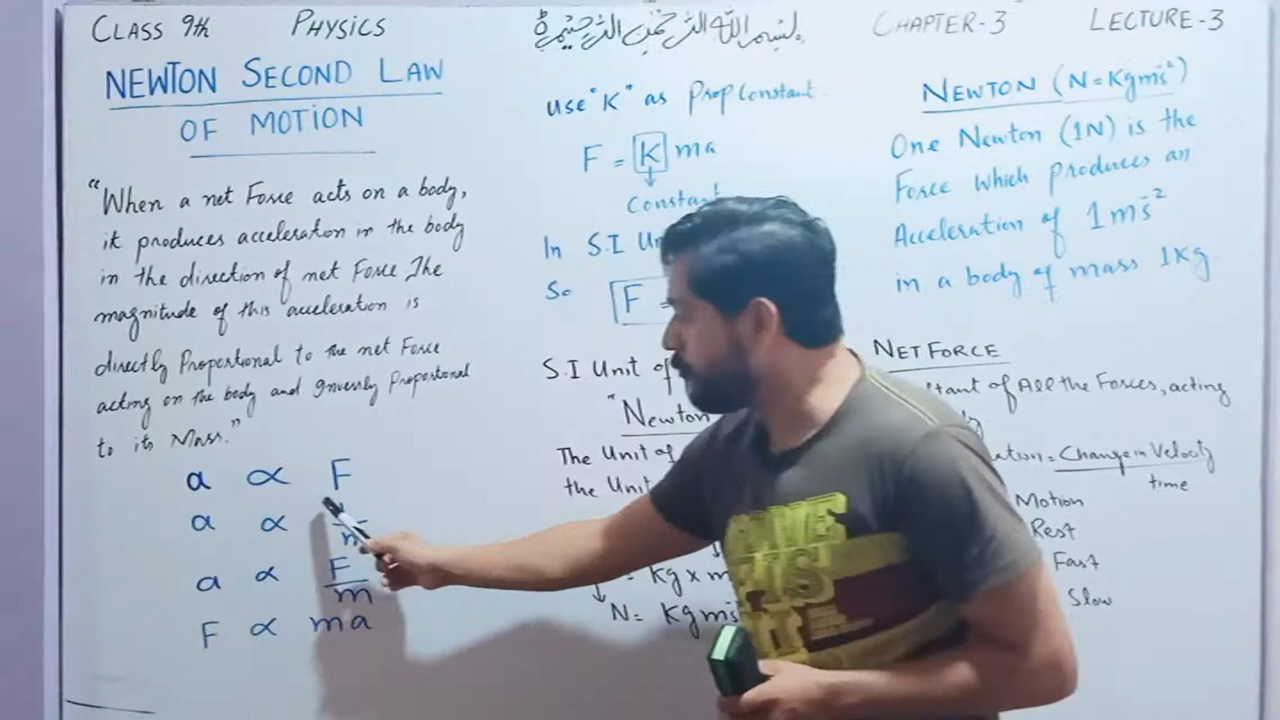 CLASS 9th PHYSICS
بِسْمِ اللّٰهِ الرَّحْمٰنِ الرَّحِيْمِ
CHAPTER-3 LECTURE-3
NEWTON SECOND LAW
OF MOTION
"When a net Force acts on a body,
it produces acceleration in the body
in the direction of net Force The
magnitude of this acceleration is
directly Proportional to the net Force
acting on the body and Inversly Proportional
to its Mass."
a ∝ F
a ∝
a ∝ F/m
F ∝ ma
use "K" as Prop Constant
F = K ma
Constant
In S.I
So F =
S.I Unit of
"Newton
The Unit of
the Unit
= Kg x m
N = Kgms
NEWTON (N=Kgms⁻²)
One Newton (1N) is the
Force which produces an
Acceleration of 1ms⁻²
in a body of mass 1Kg.
NET FORCE
of All the Forces, acting
= Change in Velocity
time
Motion
Rest
Fast
Slow